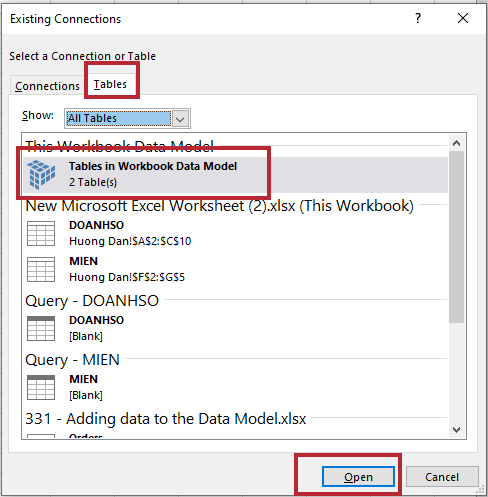 Existing Connections
Select a Connection or Table
Connections
Tables
Show:
All Tables
This Workbook Data Model
Tables in Workbook Data Model
2 Table(s)
New Microsoft Excel Worksheet (2).xlsx (This Workbook)
DOANHSO
Huong Dan!$A$2:$C$10
MIEN
Huong Dan!$F$2:$G$5
Query - DOANHSO
DOANHSO
[Blank]
Query - MIEN
MIEN
[Blank]
331 - Adding data to the Data Model.xlsx
Orders
Open
Cancel